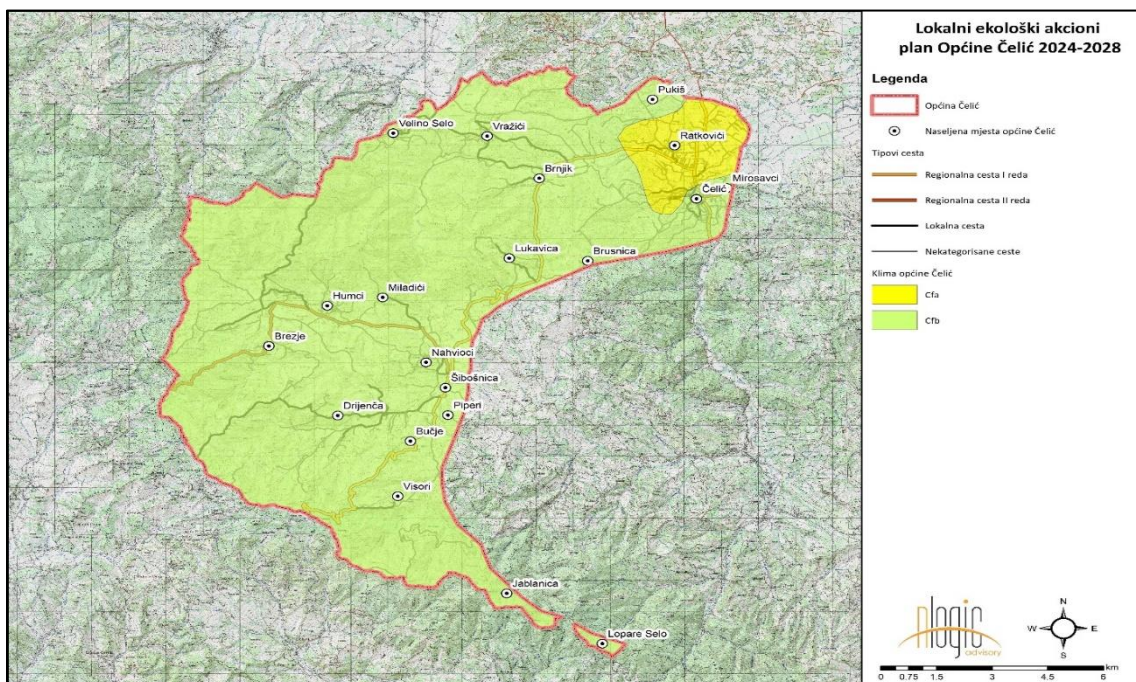 Lokalni ekološki akcioni
plan Općine Čelić 2024-2028
Legenda
Općina Čelić
Naseljena mjesta općine Čelić
Tipovi cesta
Regionalna cesta I reda
Regionalna cesta II reda
Lokalna cesta
Nekategorisane ceste
Klima općine Čelić
Cfa
Cfb
Pukiš
Velino Selo
Vražići
Ratkovići
Brnjik
Mirosavci
Čelić
Lukavica
Brusnica
Miladići
Humci
Brezje
Nahvioci
Šibošnica
Drijenča
Piperi
Bučje
Visori
Jablanica
Lopare Selo
nlogic
advisory
N
W
E
S
km
0 0.75 1.5 3 4.5 6